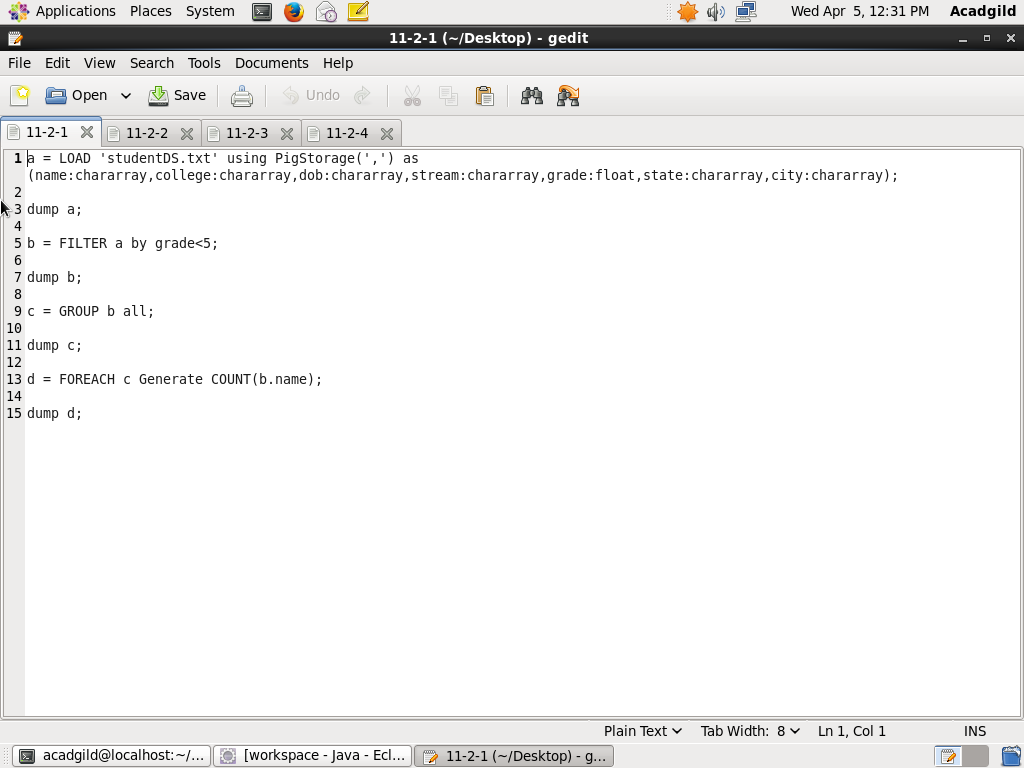 Applications Places System
Wed Apr 5, 12:31 PM Acadgild
11-2-1 (~/Desktop) - gedit
File Edit View Search Tools Documents Help
Open Save Undo
11-2-1 11-2-2 11-2-3 11-2-4
1 a = LOAD 'studentDS.txt' using PigStorage(',') as
(name:chararray,college:chararray,dob:chararray,stream:chararray,grade:float,state:chararray,city:chararray);
2
3 dump a;
4
5 b = FILTER a by grade<5;
6
7 dump b;
8
9 c = GROUP b all;
10
11 dump c;
12
13 d = FOREACH c Generate COUNT(b.name);
14
15 dump d;
Plain Text Tab Width: 8 Ln 1, Col 1 INS
acadgild@localhost:~/... [workspace - Java - Ecl... 11-2-1 (~/Desktop) - g...